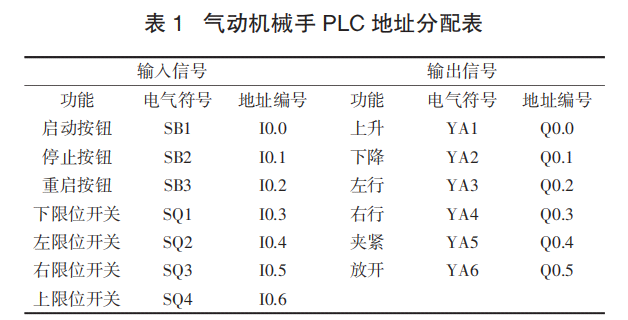 表 1 气动机械手 PLC 地址分配表
输入信号 输出信号
功能 电气符号 地址编号 功能 电气符号 地址编号
启动按钮 SB1 I0.0 上升 YA1 Q0.0
停止按钮 SB2 I0.1 下降 YA2 Q0.1
重启按钮 SB3 I0.2 左行 YA3 Q0.2
下限位开关 SQ1 I0.3 右行 YA4 Q0.3
左限位开关 SQ2 I0.4 夹紧 YA5 Q0.4
右限位开关 SQ3 I0.5 放开 YA6 Q0.5
上限位开关 SQ4 I0.6